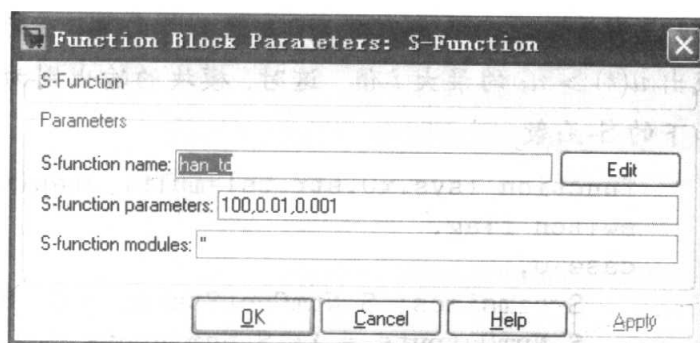 Function Block Parameters: S-Function
S-Function
Parameters
S-function name: han_td Edit
S-function parameters: 100,0.01,0.001
S-function modules: ''
OK Cancel Help Apply